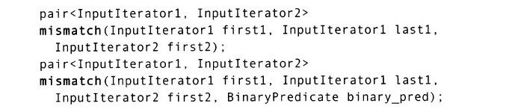 pair<InputIterator1, InputIterator2>
mismatch(InputIterator1 first1, InputIterator1 last1,
InputIterator2 first2);
pair<InputIterator1, InputIterator2>
mismatch(InputIterator1 first1, InputIterator1 last1,
InputIterator2 first2, BinaryPredicate binary_pred);